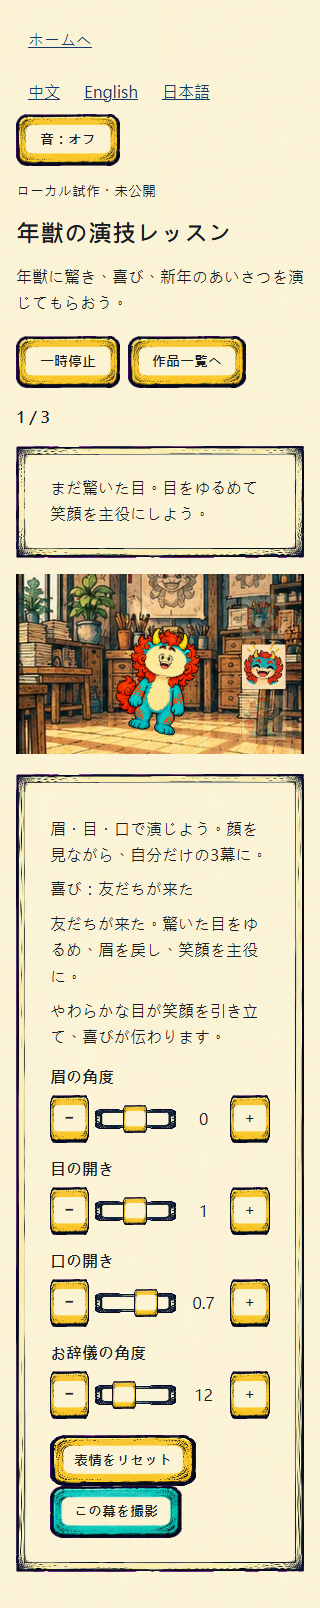 ホームへ
中文 English 日本語
音：オフ
ローカル試作・未公開
年獣の演技レッスン
年獣に驚き、喜び、新年のあいさつを演
じてもらおう。
一時停止 作品一覧へ
1 / 3
まだ驚いた目。目をゆるめて
笑顔を主役にしよう。
眉・目・口で演じよう。顔を
見ながら、自分だけの3幕に。
喜び：友だちが来た
友だちが来た。驚いた目をゆ
るめ、眉を戻し、笑顔を主役
に。
やわらかな目が笑顔を引き立
て、喜びが伝わります。
眉の角度
− 0 +
目の開き
− 1 +
口の開き
− 0.7 +
お辞儀の角度
− 12 +
表情をリセット
この幕を撮影